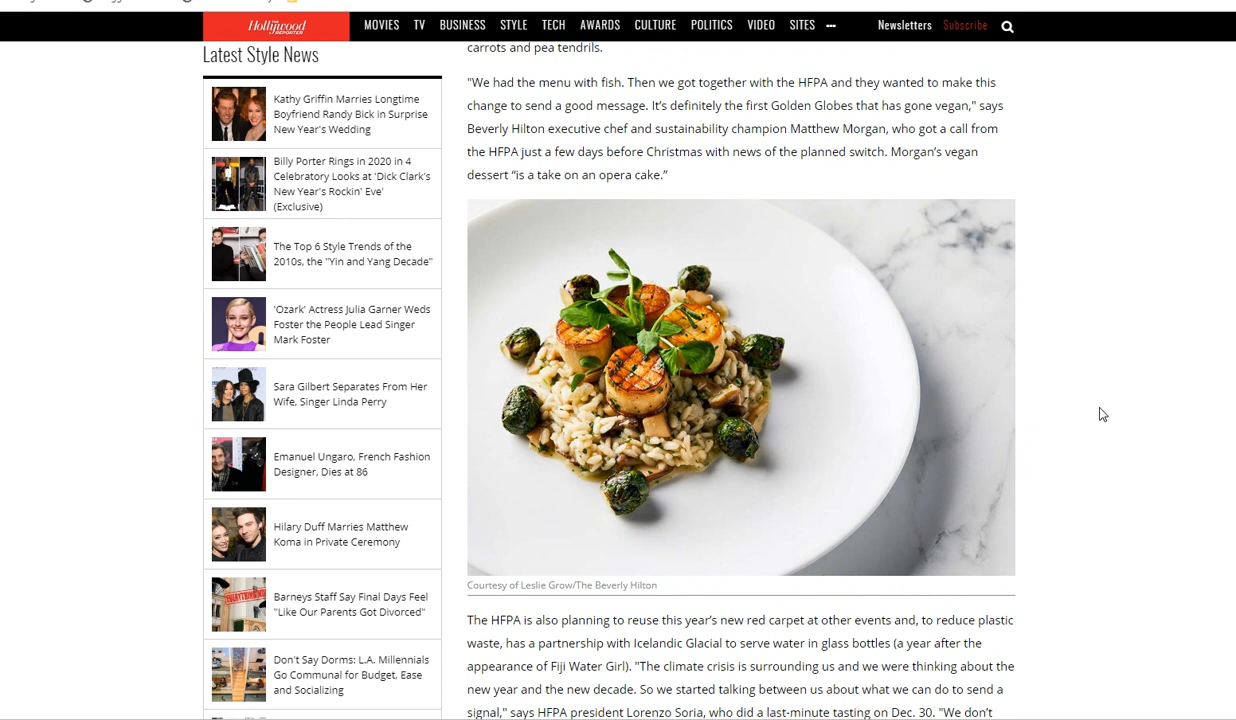 Hollywood
REPORTER
MOVIES TV BUSINESS STYLE TECH AWARDS CULTURE POLITICS VIDEO SITES ••• Newsletters Subscribe
Latest Style News
Kathy Griffin Marries Longtime
Boyfriend Randy Bick in Surprise
New Year's Wedding
Billy Porter Rings in 2020 in 4
Celebratory Looks at 'Dick Clark's
New Year's Rockin' Eve'
(Exclusive)
The Top 6 Style Trends of the
2010s, the "Yin and Yang Decade"
'Ozark' Actress Julia Garner Weds
Foster the People Lead Singer
Mark Foster
Sara Gilbert Separates From Her
Wife, Singer Linda Perry
Emanuel Ungaro, French Fashion
Designer, Dies at 86
Hilary Duff Marries Matthew
Koma in Private Ceremony
EVERYTHING
Barneys Staff Say Final Days Feel
"Like Our Parents Got Divorced"
Don't Say Dorms: L.A. Millennials
Go Communal for Budget, Ease
and Socializing
carrots and pea tendrils.
"We had the menu with fish. Then we got together with the HFPA and they wanted to make this
change to send a good message. It's definitely the first Golden Globes that has gone vegan," says
Beverly Hilton executive chef and sustainability champion Matthew Morgan, who got a call from
the HFPA just a few days before Christmas with news of the planned switch. Morgan's vegan
dessert “is a take on an opera cake.”
Courtesy of Leslie Grow/The Beverly Hilton
The HFPA is also planning to reuse this year's new red carpet at other events and, to reduce plastic
waste, has a partnership with Icelandic Glacial to serve water in glass bottles (a year after the
appearance of Fiji Water Girl). "The climate crisis is surrounding us and we were thinking about the
new year and the new decade. So we started talking between us about what we can do to send a
signal," says HFPA president Lorenzo Soria, who did a last-minute tasting on Dec. 30. "We don't